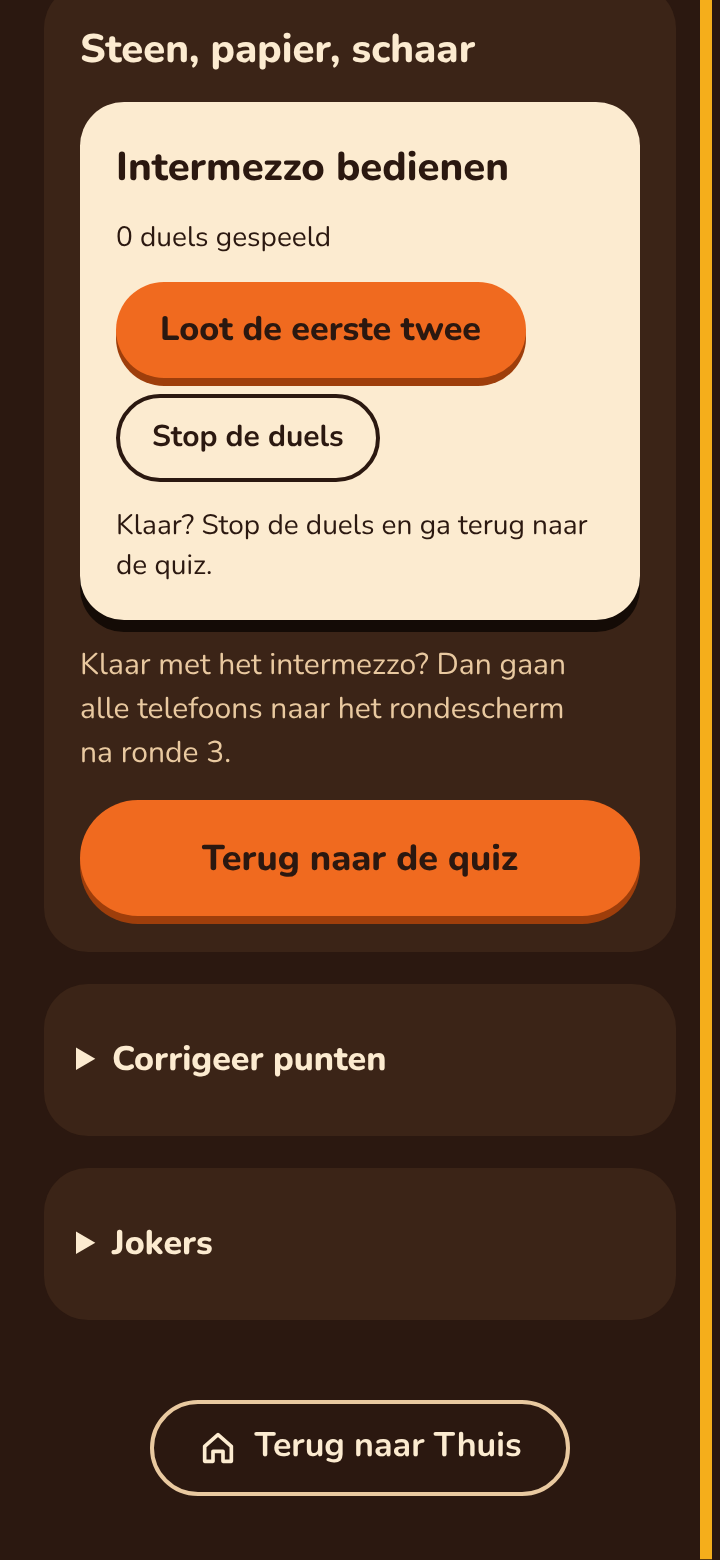 Steen, papier, schaar
Intermezzo bedienen
0 duels gespeeld
Loot de eerste twee
Stop de duels
Klaar? Stop de duels en ga terug naar
de quiz.
Klaar met het intermezzo? Dan gaan
alle telefoons naar het rondescherm
na ronde 3.
Terug naar de quiz
Corrigeer punten
Jokers
Terug naar Thuis